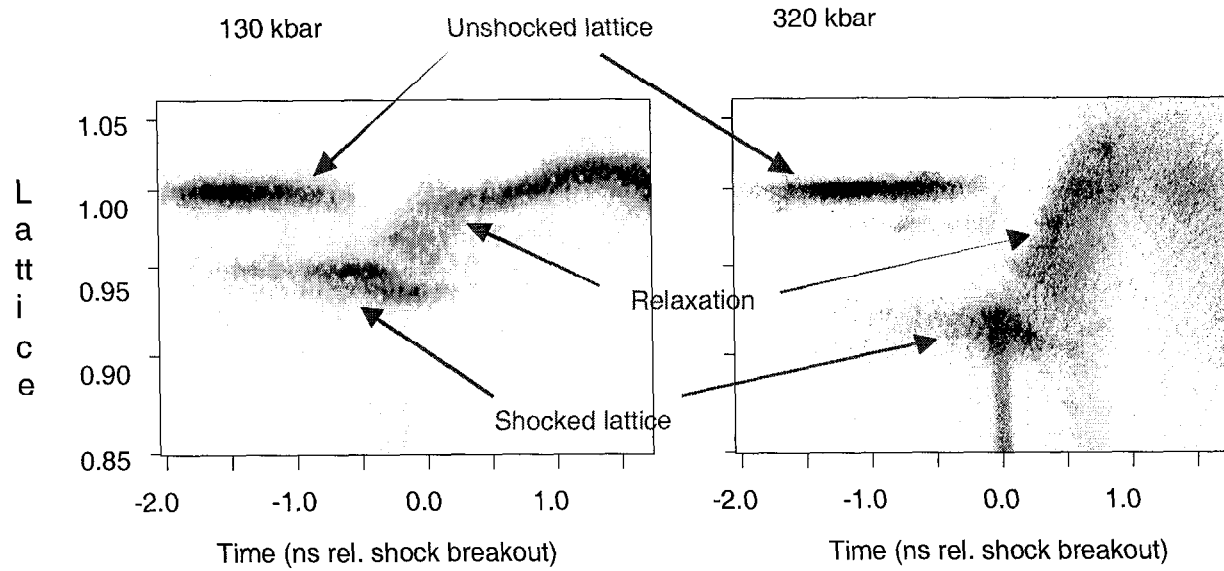 130 kbar
Unshocked lattice
320 kbar
Lattice
1.05
1.00
0.95
0.90
0.85
Relaxation
Shocked lattice
-2.0 -1.0 0.0 1.0
-2.0 -1.0 0.0 1.0
Time (ns rel. shock breakout)
Time (ns rel. shock breakout)